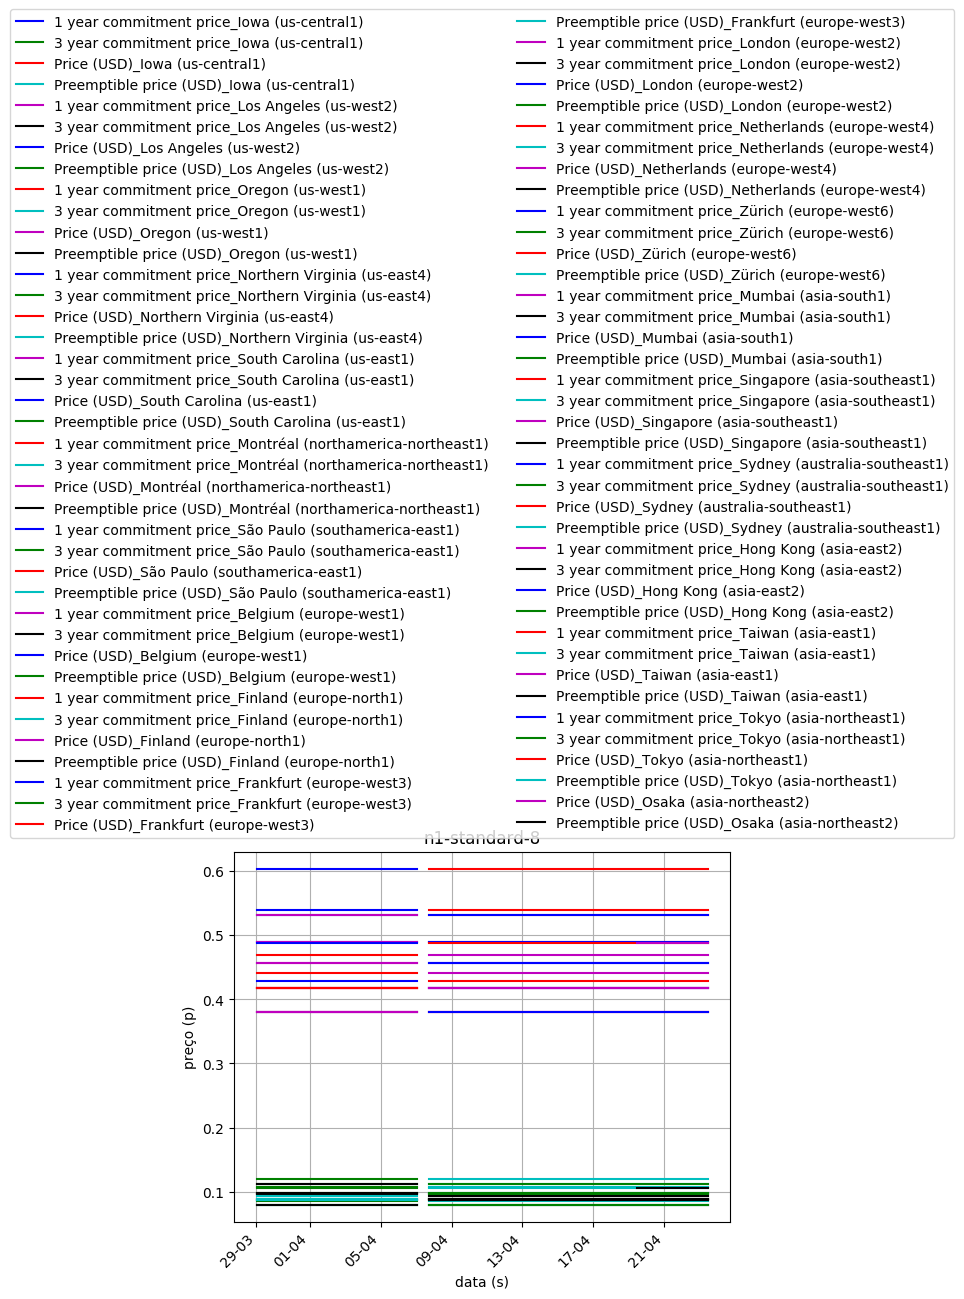 1 year commitment price_Iowa (us-central1)
3 year commitment price_Iowa (us-central1)
Price (USD)_Iowa (us-central1)
Preemptible price (USD)_Iowa (us-central1)
1 year commitment price_Los Angeles (us-west2)
3 year commitment price_Los Angeles (us-west2)
Price (USD)_Los Angeles (us-west2)
Preemptible price (USD)_Los Angeles (us-west2)
1 year commitment price_Oregon (us-west1)
3 year commitment price_Oregon (us-west1)
Price (USD)_Oregon (us-west1)
Preemptible price (USD)_Oregon (us-west1)
1 year commitment price_Northern Virginia (us-east4)
3 year commitment price_Northern Virginia (us-east4)
Price (USD)_Northern Virginia (us-east4)
Preemptible price (USD)_Northern Virginia (us-east4)
1 year commitment price_South Carolina (us-east1)
3 year commitment price_South Carolina (us-east1)
Price (USD)_South Carolina (us-east1)
Preemptible price (USD)_South Carolina (us-east1)
1 year commitment price_Montréal (northamerica-northeast1)
3 year commitment price_Montréal (northamerica-northeast1)
Price (USD)_Montréal (northamerica-northeast1)
Preemptible price (USD)_Montréal (northamerica-northeast1)
1 year commitment price_São Paulo (southamerica-east1)
3 year commitment price_São Paulo (southamerica-east1)
Price (USD)_São Paulo (southamerica-east1)
Preemptible price (USD)_São Paulo (southamerica-east1)
1 year commitment price_Belgium (europe-west1)
3 year commitment price_Belgium (europe-west1)
Price (USD)_Belgium (europe-west1)
Preemptible price (USD)_Belgium (europe-west1)
1 year commitment price_Finland (europe-north1)
3 year commitment price_Finland (europe-north1)
Price (USD)_Finland (europe-north1)
Preemptible price (USD)_Finland (europe-north1)
1 year commitment price_Frankfurt (europe-west3)
3 year commitment price_Frankfurt (europe-west3)
Price (USD)_Frankfurt (europe-west3)
Preemptible price (USD)_Frankfurt (europe-west3)
1 year commitment price_London (europe-west2)
3 year commitment price_London (europe-west2)
Price (USD)_London (europe-west2)
Preemptible price (USD)_London (europe-west2)
1 year commitment price_Netherlands (europe-west4)
3 year commitment price_Netherlands (europe-west4)
Price (USD)_Netherlands (europe-west4)
Preemptible price (USD)_Netherlands (europe-west4)
1 year commitment price_Zürich (europe-west6)
3 year commitment price_Zürich (europe-west6)
Price (USD)_Zürich (europe-west6)
Preemptible price (USD)_Zürich (europe-west6)
1 year commitment price_Mumbai (asia-south1)
3 year commitment price_Mumbai (asia-south1)
Price (USD)_Mumbai (asia-south1)
Preemptible price (USD)_Mumbai (asia-south1)
1 year commitment price_Singapore (asia-southeast1)
3 year commitment price_Singapore (asia-southeast1)
Price (USD)_Singapore (asia-southeast1)
Preemptible price (USD)_Singapore (asia-southeast1)
1 year commitment price_Sydney (australia-southeast1)
3 year commitment price_Sydney (australia-southeast1)
Price (USD)_Sydney (australia-southeast1)
Preemptible price (USD)_Sydney (australia-southeast1)
1 year commitment price_Hong Kong (asia-east2)
3 year commitment price_Hong Kong (asia-east2)
Price (USD)_Hong Kong (asia-east2)
Preemptible price (USD)_Hong Kong (asia-east2)
1 year commitment price_Taiwan (asia-east1)
3 year commitment price_Taiwan (asia-east1)
Price (USD)_Taiwan (asia-east1)
Preemptible price (USD)_Taiwan (asia-east1)
1 year commitment price_Tokyo (asia-northeast1)
3 year commitment price_Tokyo (asia-northeast1)
Price (USD)_Tokyo (asia-northeast1)
Preemptible price (USD)_Tokyo (asia-northeast1)
Price (USD)_Osaka (asia-northeast2)
Preemptible price (USD)_Osaka (asia-northeast2)
n1-standard-8
0.6
0.5
0.4
0.3
0.2
0.1
preço (p)
29-03
01-04
05-04
09-04
13-04
17-04
21-04
data (s)